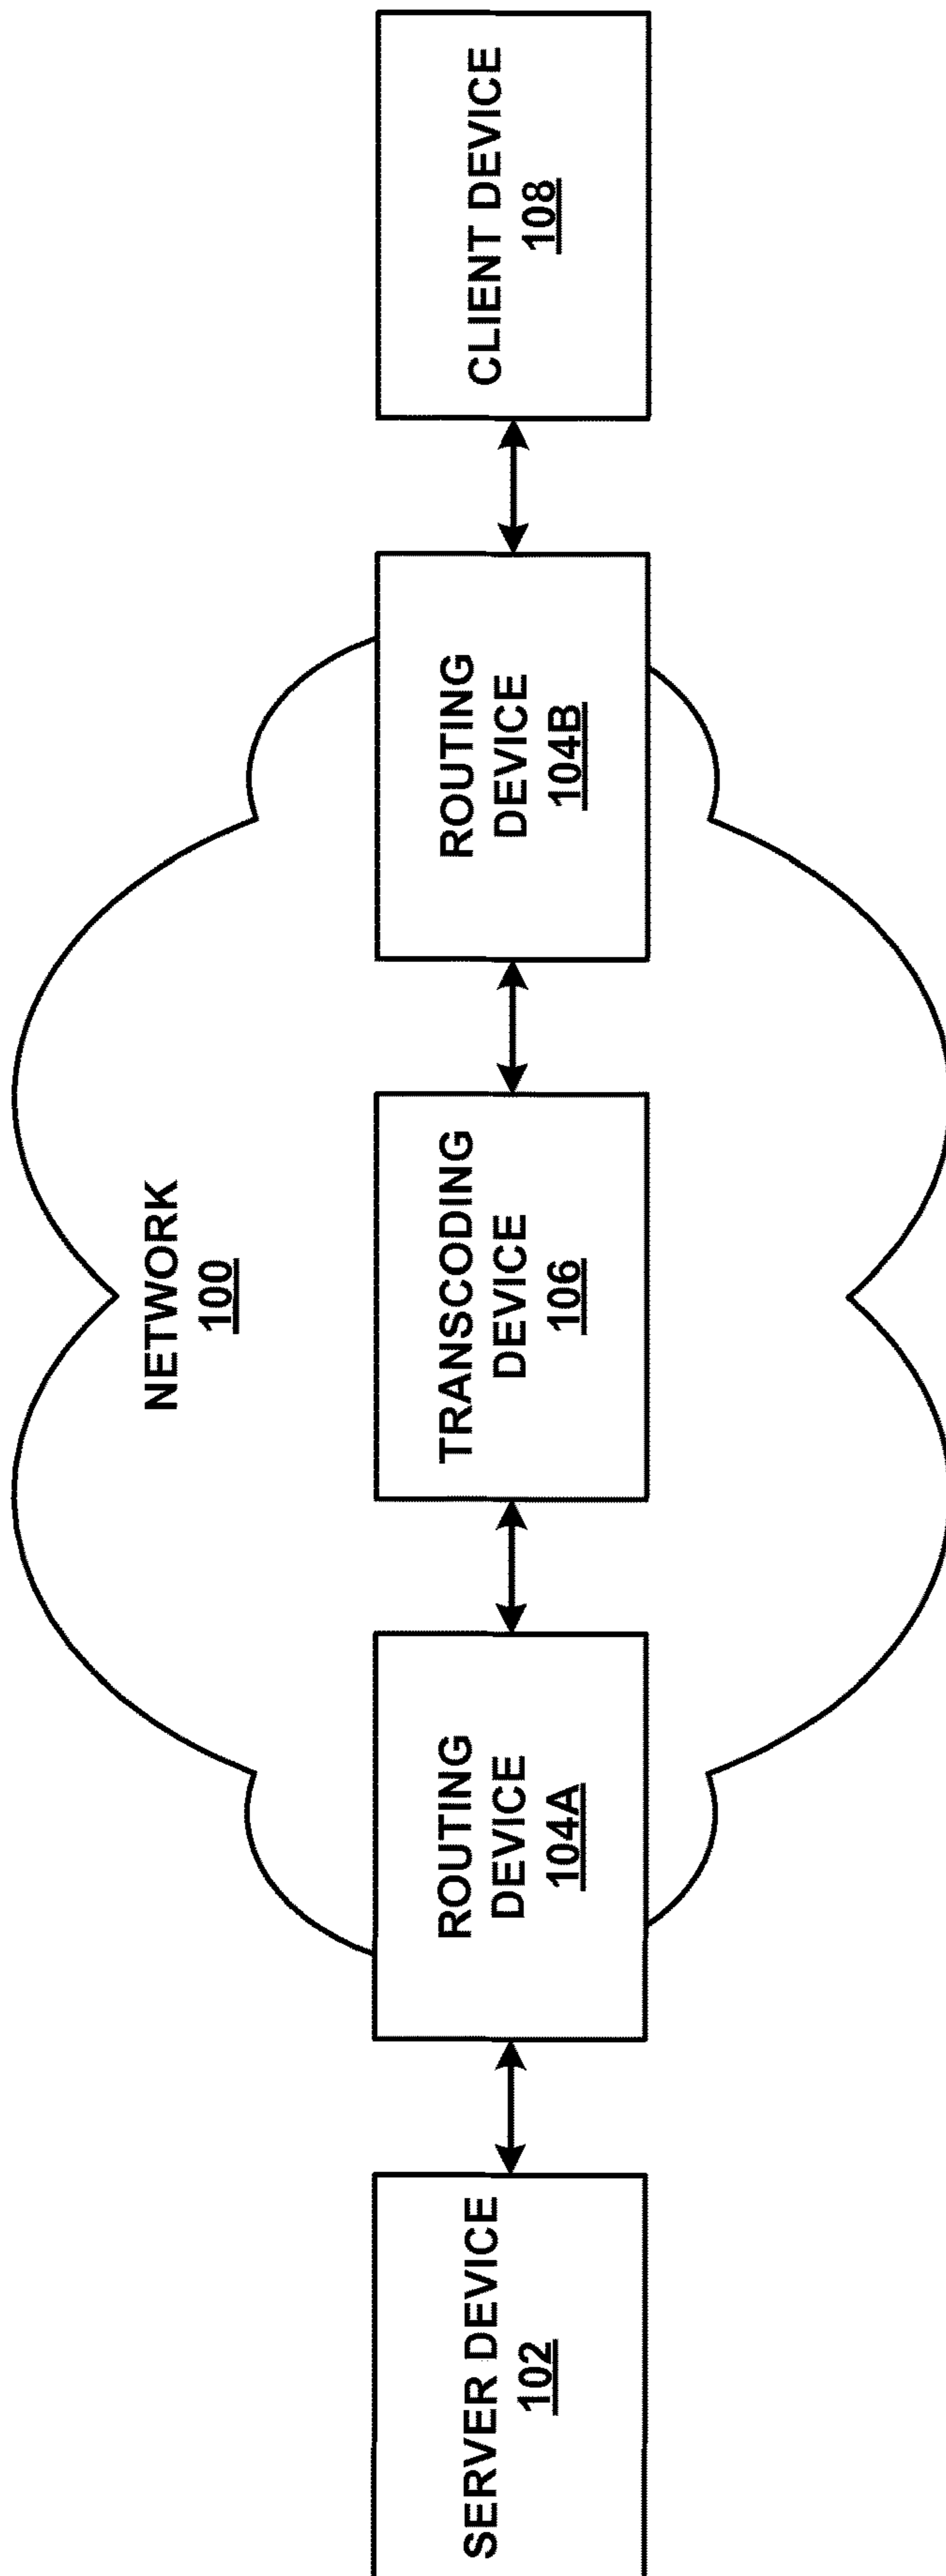 NETWORK
100
SERVER DEVICE
102
ROUTING
DEVICE
104A
TRANSCODING
DEVICE
106
ROUTING
DEVICE
104B
CLIENT DEVICE
108